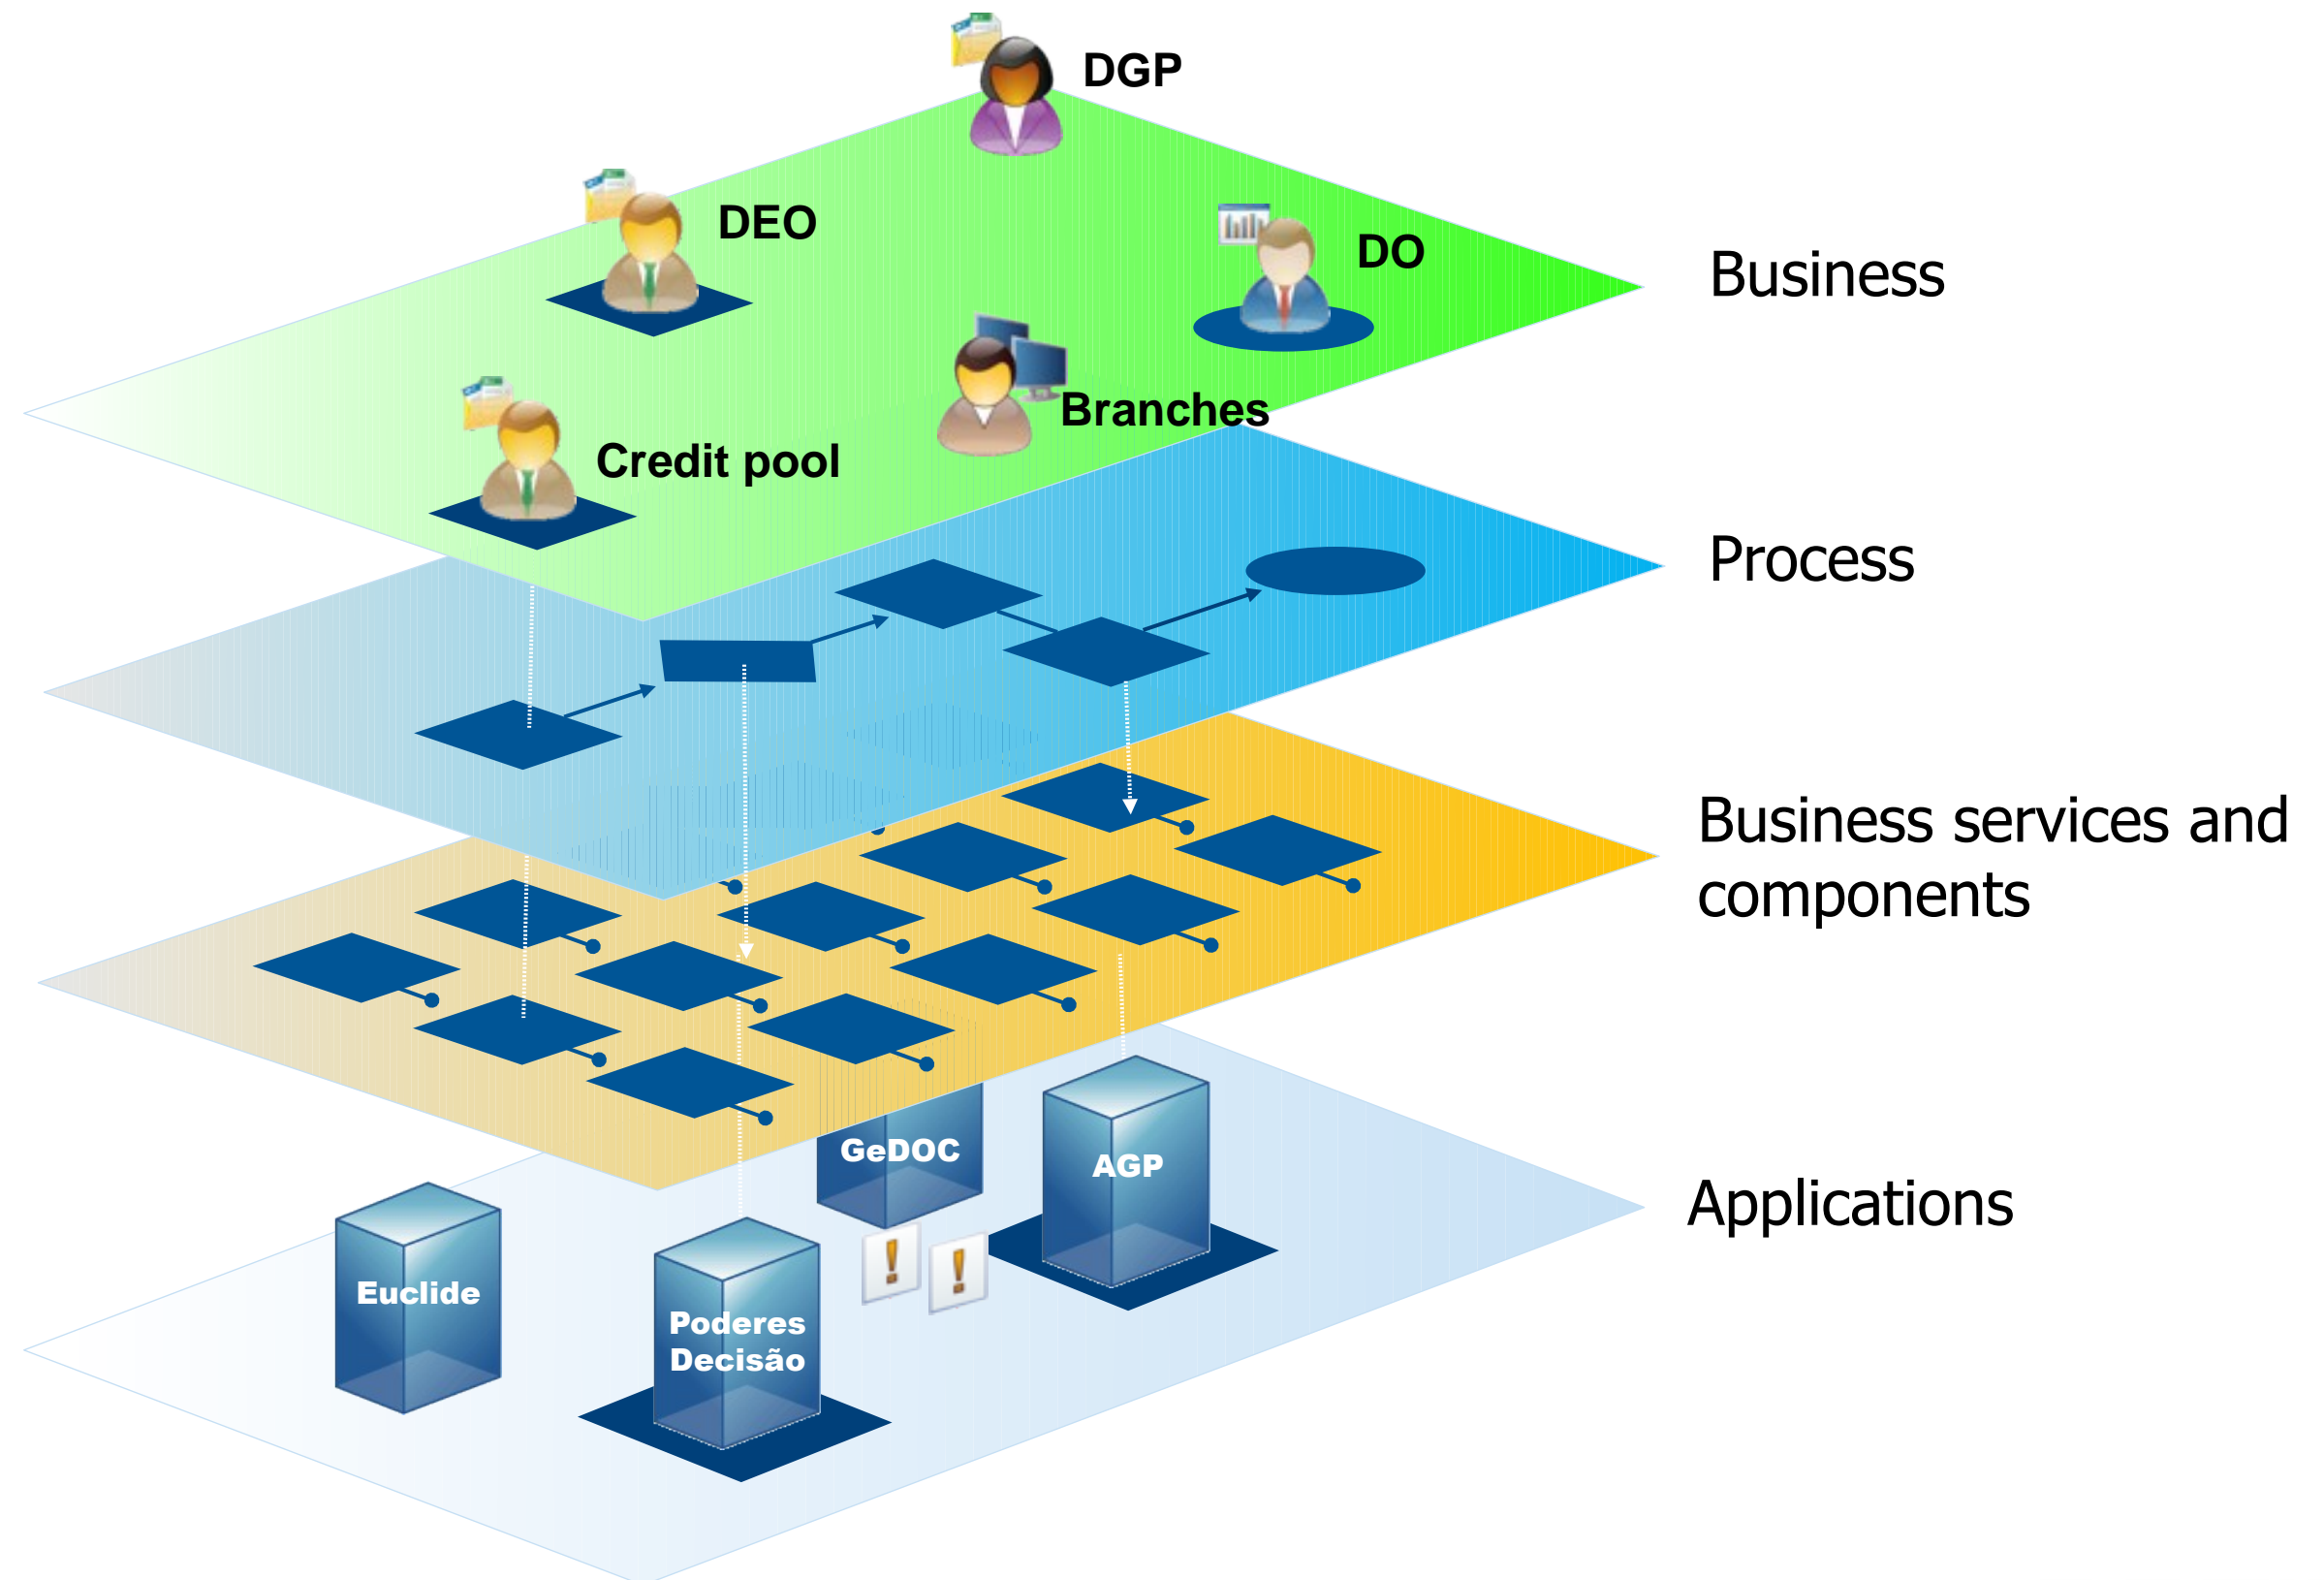 DGP
DEO
DO
Business
Branches
Credit pool
Process
Business services and
components
GeDOC
AGP
Applications
Euclide
Poderes
Decisão